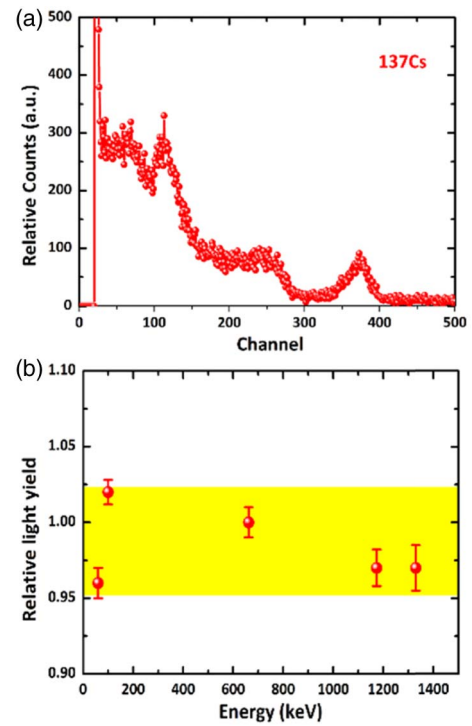 (a)
500
400
300
200
100
0
137Cs
Relative Counts (a.u.)
0 100 200 300 400 500
Channel
(b)
1.10
1.05
1.00
0.95
0.90
Relative light yield
0 200 400 600 800 1000 1200 1400
Energy (keV)